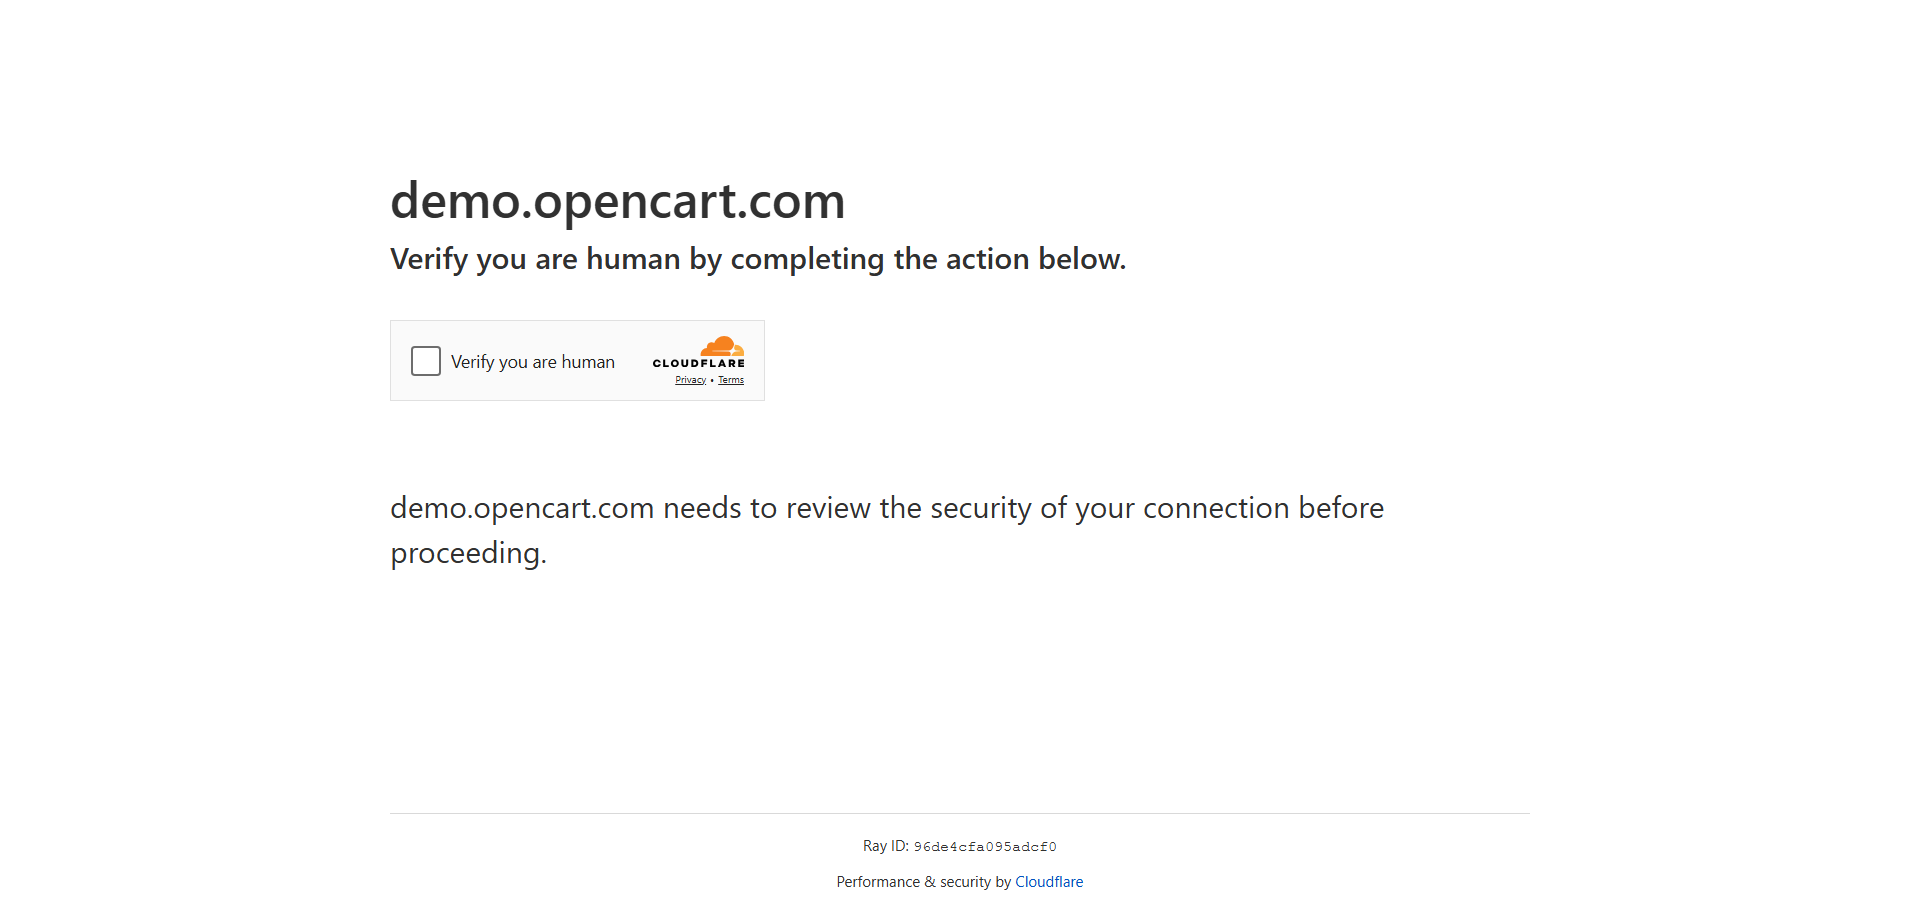 demo.opencart.com
Verify you are human by completing the action below.
Verify you are human
CLOUDFLARE
Privacy • Terms
demo.opencart.com needs to review the security of your connection before
proceeding.
Ray ID: 96de4cfa095adcf0
Performance & security by Cloudflare